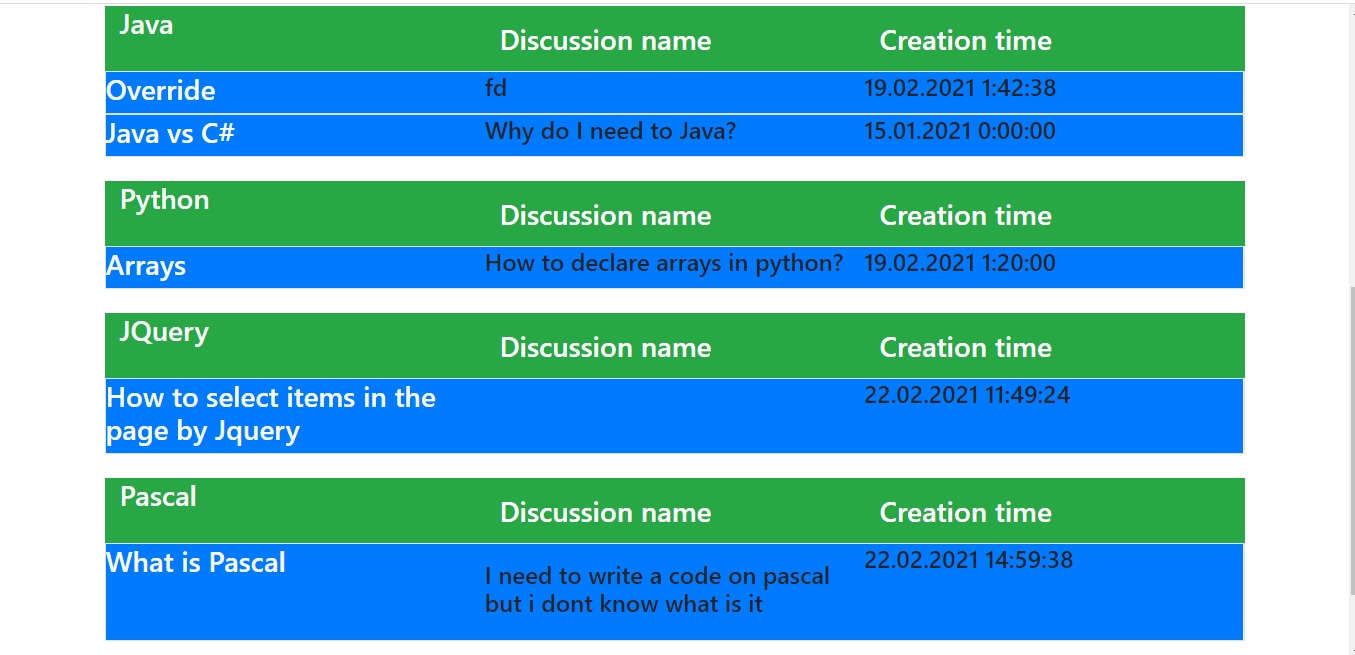 Java
Discussion name Creation time
Override fd 19.02.2021 1:42:38
Java vs C# Why do I need to Java? 15.01.2021 0:00:00
Python
Discussion name Creation time
Arrays How to declare arrays in python? 19.02.2021 1:20:00
JQuery
Discussion name Creation time
How to select items in the 22.02.2021 11:49:24
page by Jquery
Pascal
Discussion name Creation time
What is Pascal 22.02.2021 14:59:38
I need to write a code on pascal
but i dont know what is it